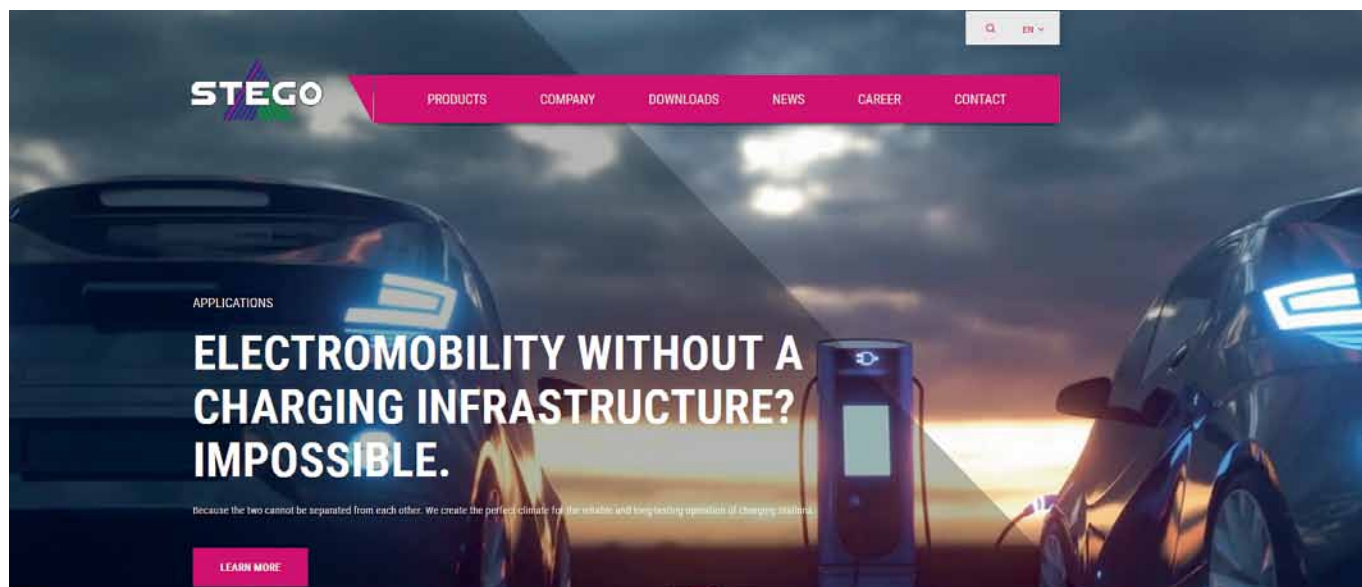 EN
STEGO
PRODUCTS COMPANY DOWNLOADS NEWS CAREER CONTACT
APPLICATIONS
ELECTROMOBILITY WITHOUT A
CHARGING INFRASTRUCTURE?
IMPOSSIBLE.
Because the two cannot be separated from each other. We create the perfect climate for the reliable and long-lasting operation of charging stations.
LEARN MORE